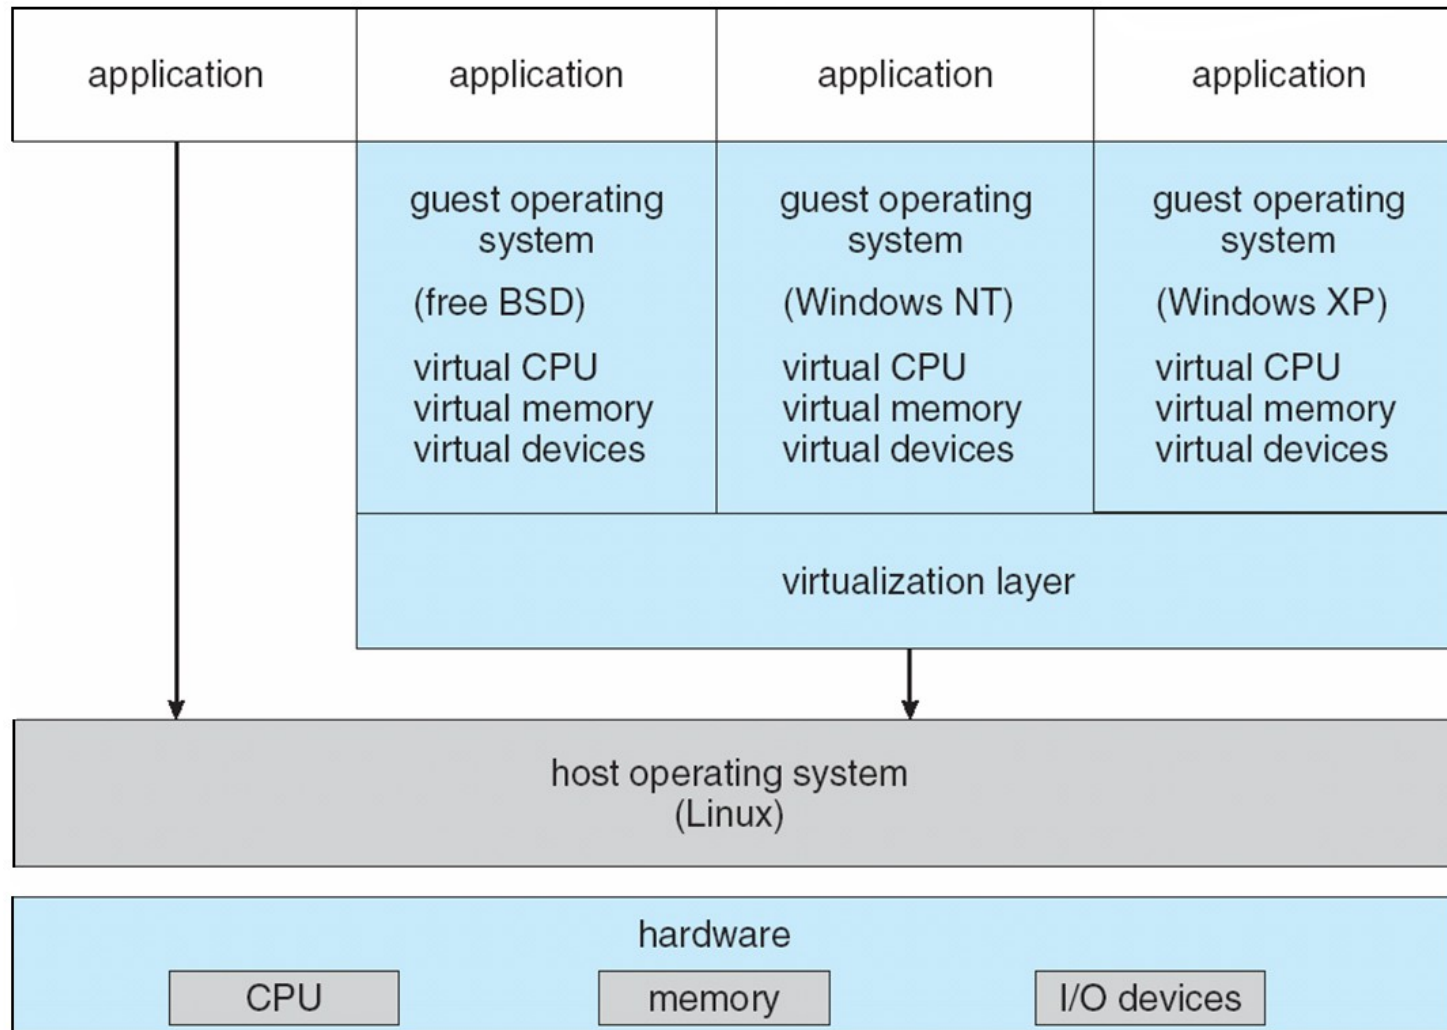 application
application
application
application
guest operating
system
(free BSD)
virtual CPU
virtual memory
virtual devices
guest operating
system
(Windows NT)
virtual CPU
virtual memory
virtual devices
guest operating
system
(Windows XP)
virtual CPU
virtual memory
virtual devices
virtualization layer
host operating system
(Linux)
hardware
CPU
memory
I/O devices